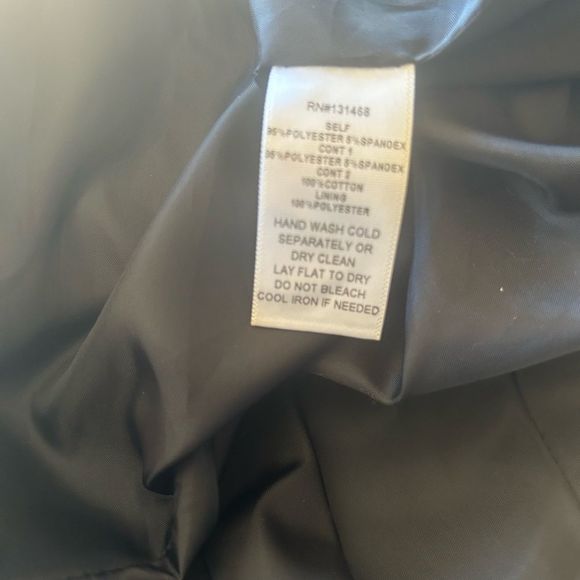 RN#131468
SELF
95%POLYESTER 5%SPANDEX
CONT 1
95%POLYESTER 5%SPANDEX
CONT 2
100%COTTON
LINING
100%POLYESTER
HAND WASH COLD
SEPARATELY OR
DRY CLEAN
LAY FLAT TO DRY
DO NOT BLEACH
COOL IRON IF NEEDED